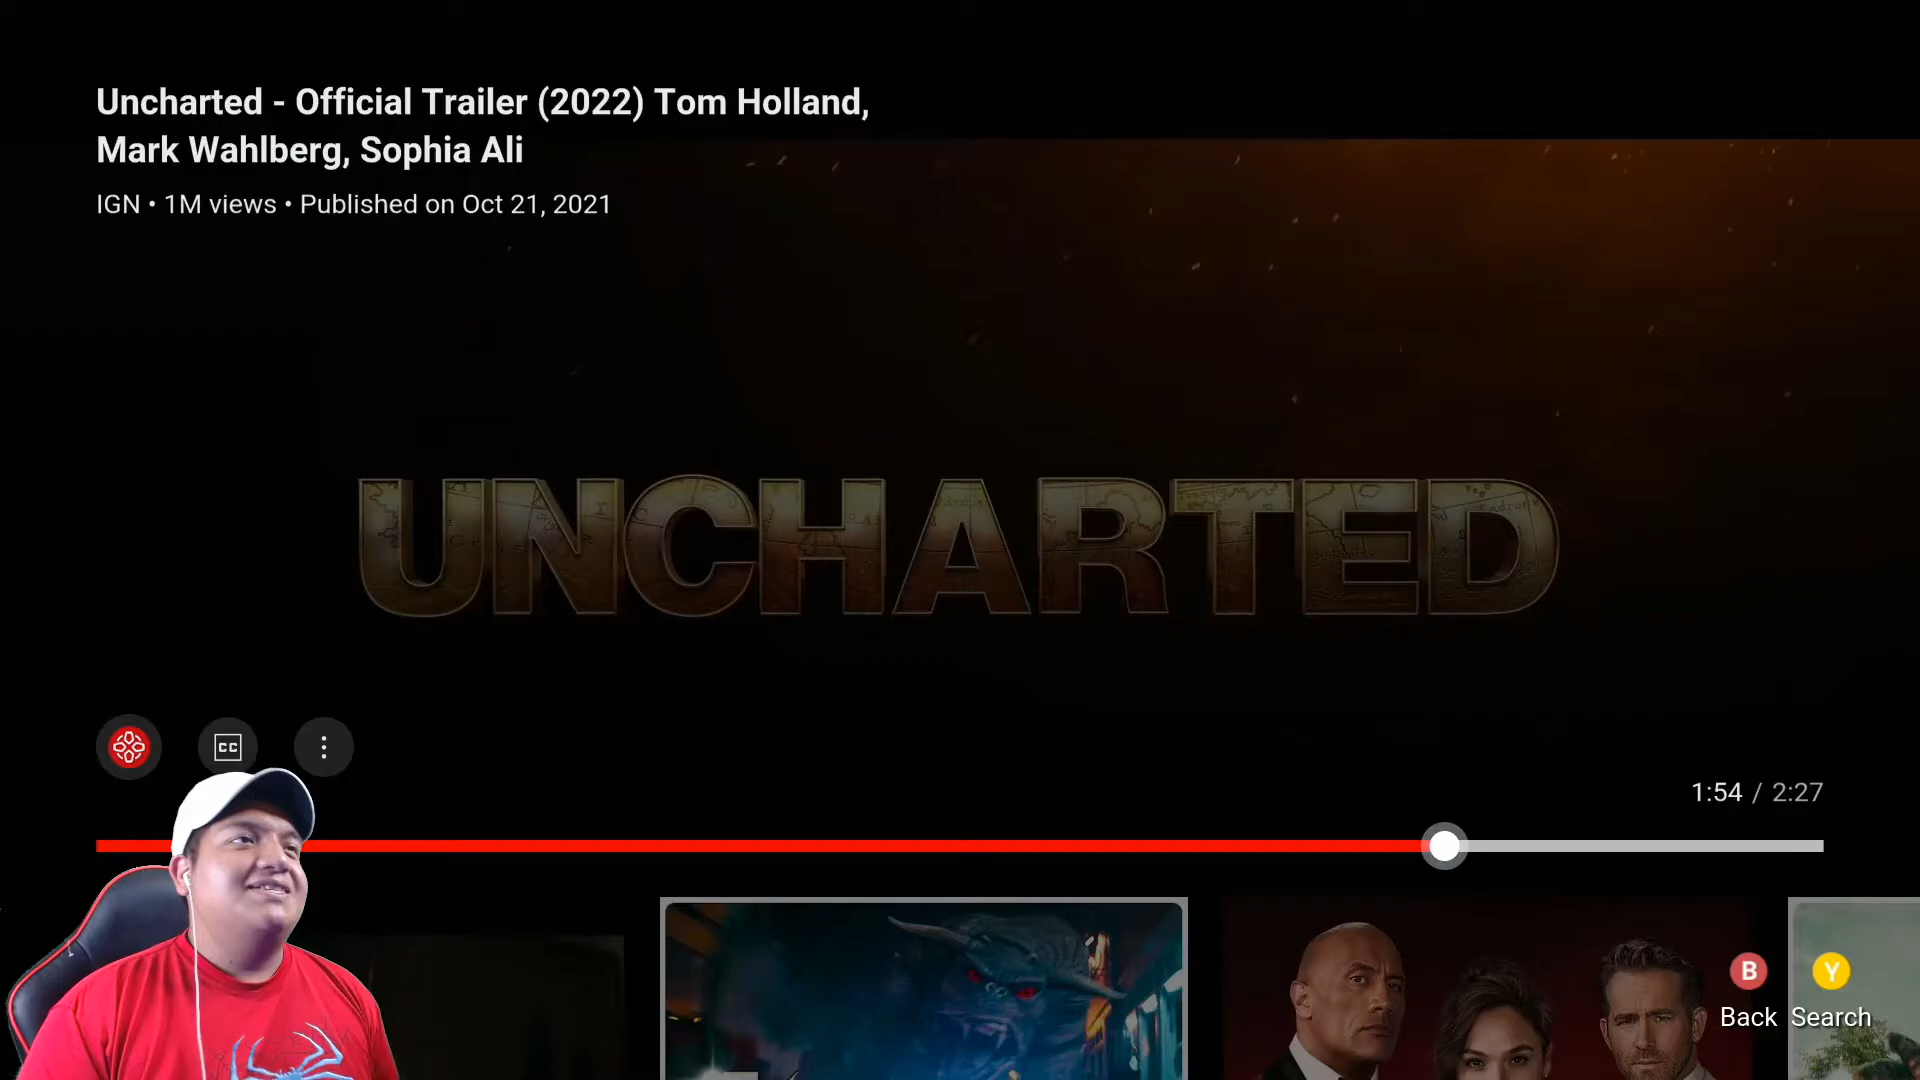 Uncharted - Official Trailer (2022) Tom Holland,
Mark Wahlberg, Sophia Ali
IGN • 1M views • Published on Oct 21, 2021
UNCHARTED
CC
1:54 / 2:27
B Y
Back Search